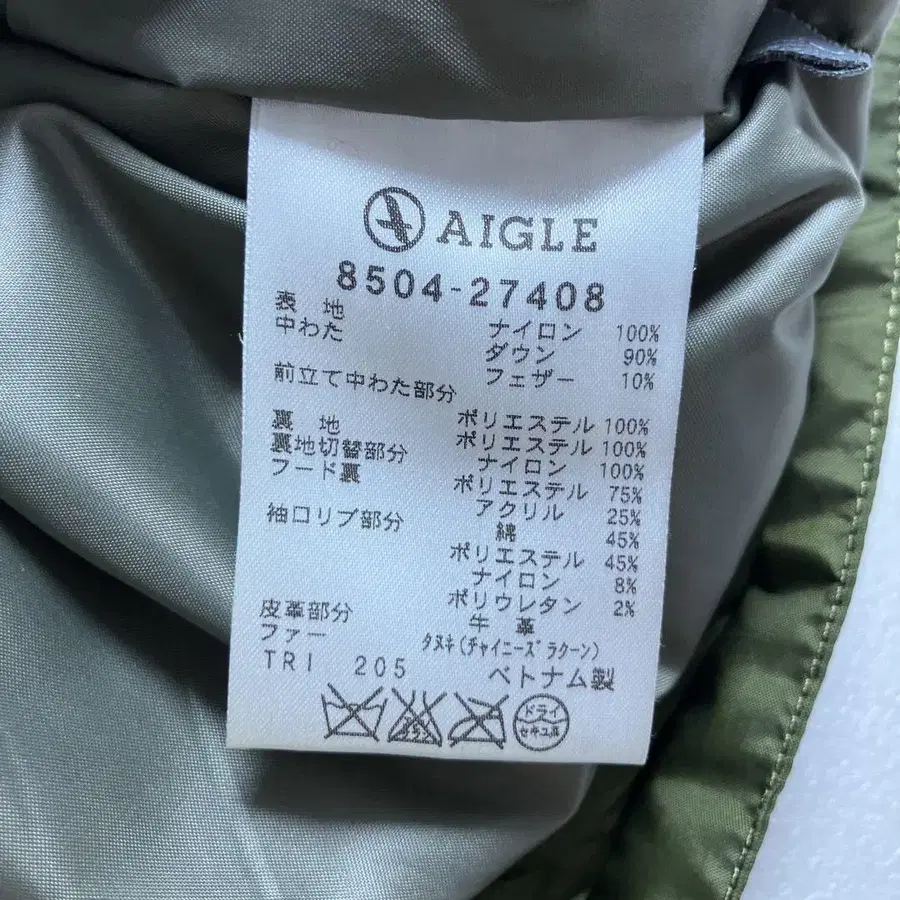 AIGLE
8504-27408
表 地 ナイロン 100%
中わた ダウン 90%
フェザー 10%
前立て中わた部分
ポリエステル 100%
裏 地 ポリエステル 100%
裏地切替部分 ナイロン 100%
フード裏 ポリエステル 75%
アクリル 25%
袖口リブ部分 綿 45%
ポリエステル 45%
ナイロン 8%
ポリウレタン 2%
皮革部分 牛 革
ファー タヌキ(チャイニーズラクーン)
TRI 205 ベトナム製
エンソ サラシ
ドライ
セキユ系